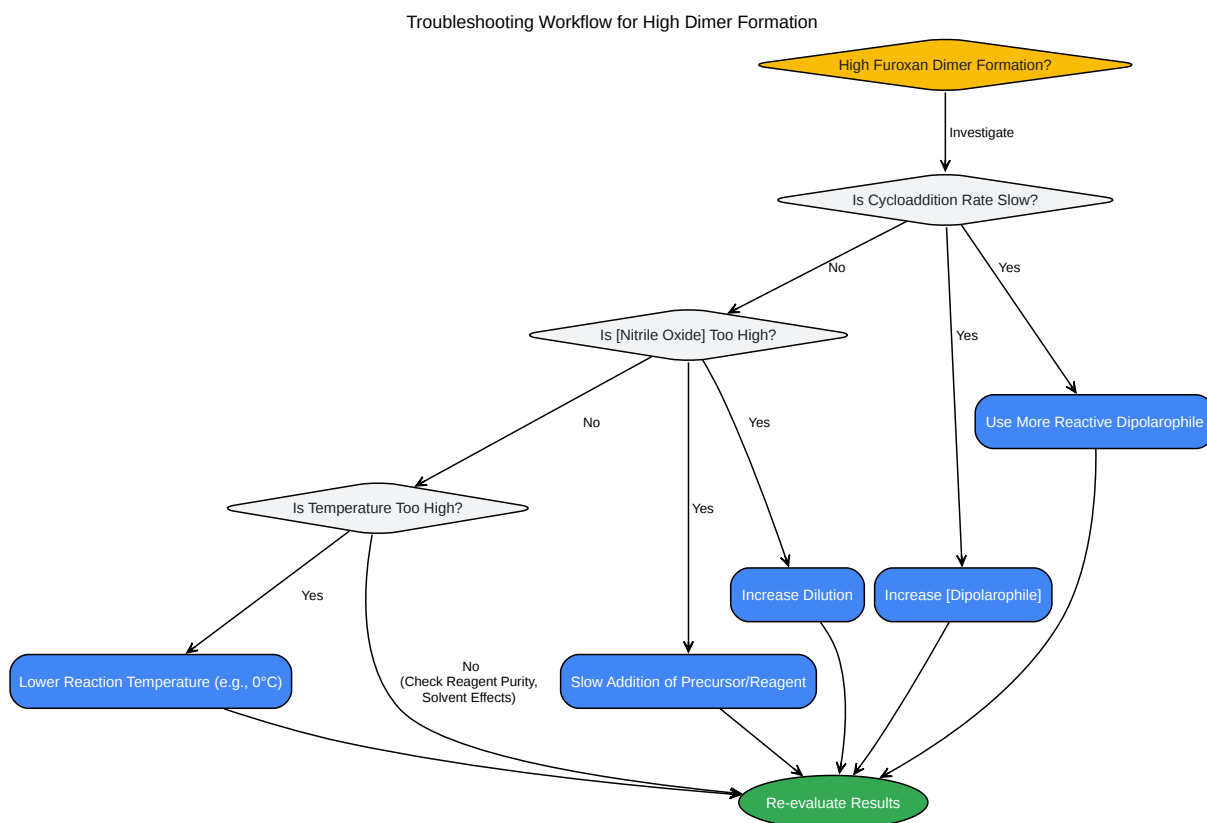 Troubleshooting Workflow for High Dimer Formation
High Furoxan Dimer Formation?
Investigate
Is Cycloaddition Rate Slow?
No
Yes
Yes
Is [Nitrile Oxide] Too High?
Use More Reactive Dipolarophile
No
Yes
Yes
Is Temperature Too High?
Increase Dilution
Increase [Dipolarophile]
Yes
No
(Check Reagent Purity,
Solvent Effects)
Lower Reaction Temperature (e.g., 0°C)
Slow Addition of Precursor/Reagent
Re-evaluate Results